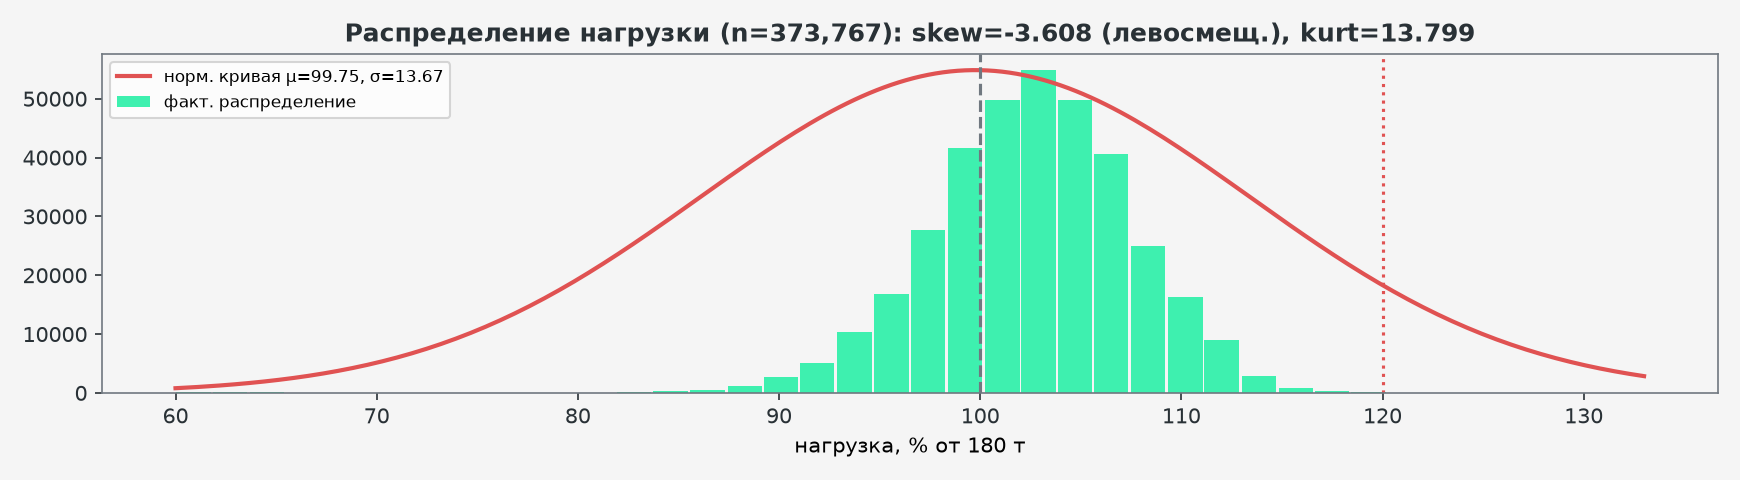 Распределение нагрузки (n=373,767): skew=-3.608 (левосмещ.), kurt=13.799
норм. кривая μ=99.75, σ=13.67
факт. распределение
50000
40000
30000
20000
10000
0
60 70 80 90 100 110 120 130
нагрузка, % от 180 т